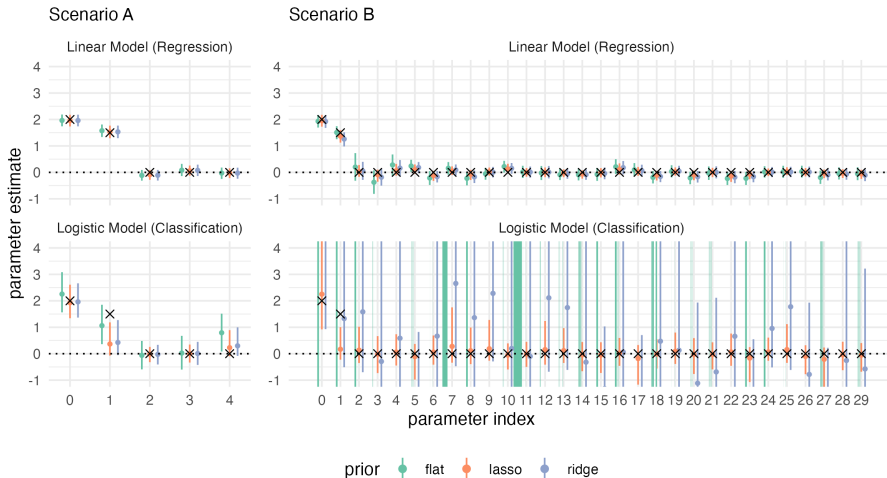 Scenario A
Scenario B
Linear Model (Regression)
Linear Model (Regression)
4
3
2
1
0
-1
4
3
2
1
0
-1
Logistic Model (Classification)
Logistic Model (Classification)
4
3
2
1
0
-1
4
3
2
1
0
-1
parameter estimate
0 1 2 3 4
0 1 2 3 4 5 6 7 8 9 10 11 12 13 14 15 16 17 18 19 20 21 22 23 24 25 26 27 28 29
parameter index
prior flat lasso ridge